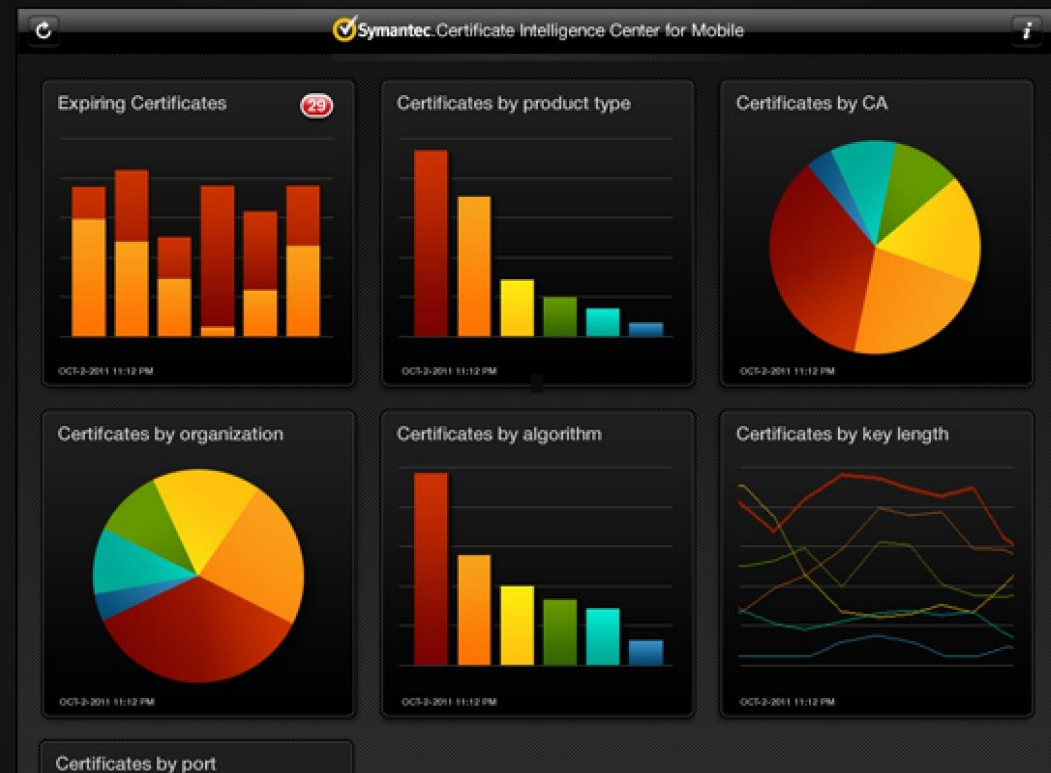 Symantec. Certificate Intelligence Center for Mobile
i
Expiring Certificates
29
OCT-2-2011 11:12 PM
Certificates by product type
OCT-2-2011 11:12 PM
Certificates by CA
OCT-2-2011 11:12 PM
Certifcates by organization
OCT-2-2011 11:12 PM
Certificates by algorithm
OCT-2-2011 11:12 PM
Certificates by key length
OCT-2-2011 11:12 PM
Certificates by port